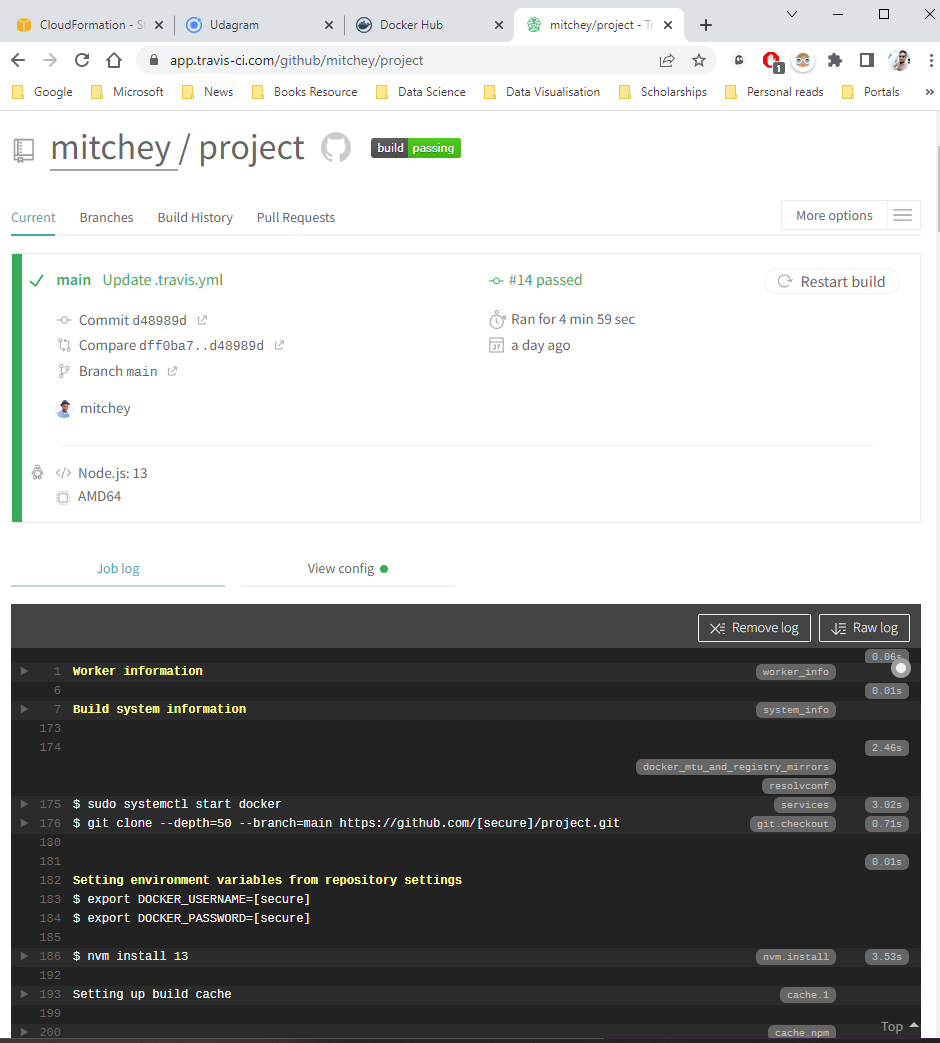 CloudFormation - St
Udagram
Docker Hub
mitchey/project - Tr
app.travis-ci.com/github/mitchey/project
1
Google
Microsoft
News
Books Resource
Data Science
Data Visualisation
Scholarships
Personal reads
Portals
»
mitchey / project
build passing
Current Branches Build History Pull Requests
More options
main Update .travis.yml
#14 passed
Restart build
Commit d48989d
Ran for 4 min 59 sec
Compare dff0ba7..d48989d
27 a day ago
Branch main
mitchey
</> Node.js: 13
AMD64
Job log
View config
Remove log
Raw log
0.06s
1 Worker information worker_info
6 0.01s
7 Build system information system_info
173
174 2.46s
docker_mtu_and_registry_mirrors
resolvconf
175 $ sudo systemctl start docker services 3.02s
176 $ git clone --depth=50 --branch=main https://github.com/[secure]/project.git git.checkout 0.71s
180
181 0.01s
182 Setting environment variables from repository settings
183 $ export DOCKER_USERNAME=[secure]
184 $ export DOCKER_PASSWORD=[secure]
185
186 $ nvm install 13 nvm.install 3.53s
192
193 Setting up build cache cache.1
199
200 cache.npm
Top